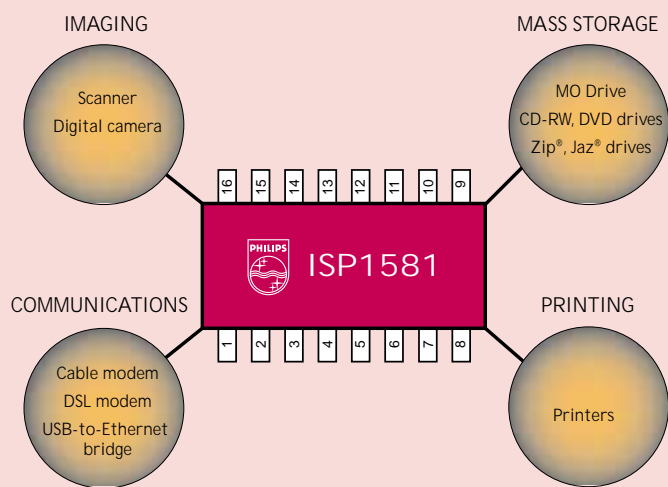 IMAGING
Scanner
Digital camera
MASS STORAGE
MO Drive
CD-RW, DVD drives
Zip®, Jaz® drives
16 15 14 13 12 11 10 9
PHILIPS
ISP1581
1 2 3 4 5 6 7 8
COMMUNICATIONS
Cable modem
DSL modem
USB-to-Ethernet
bridge
PRINTING
Printers